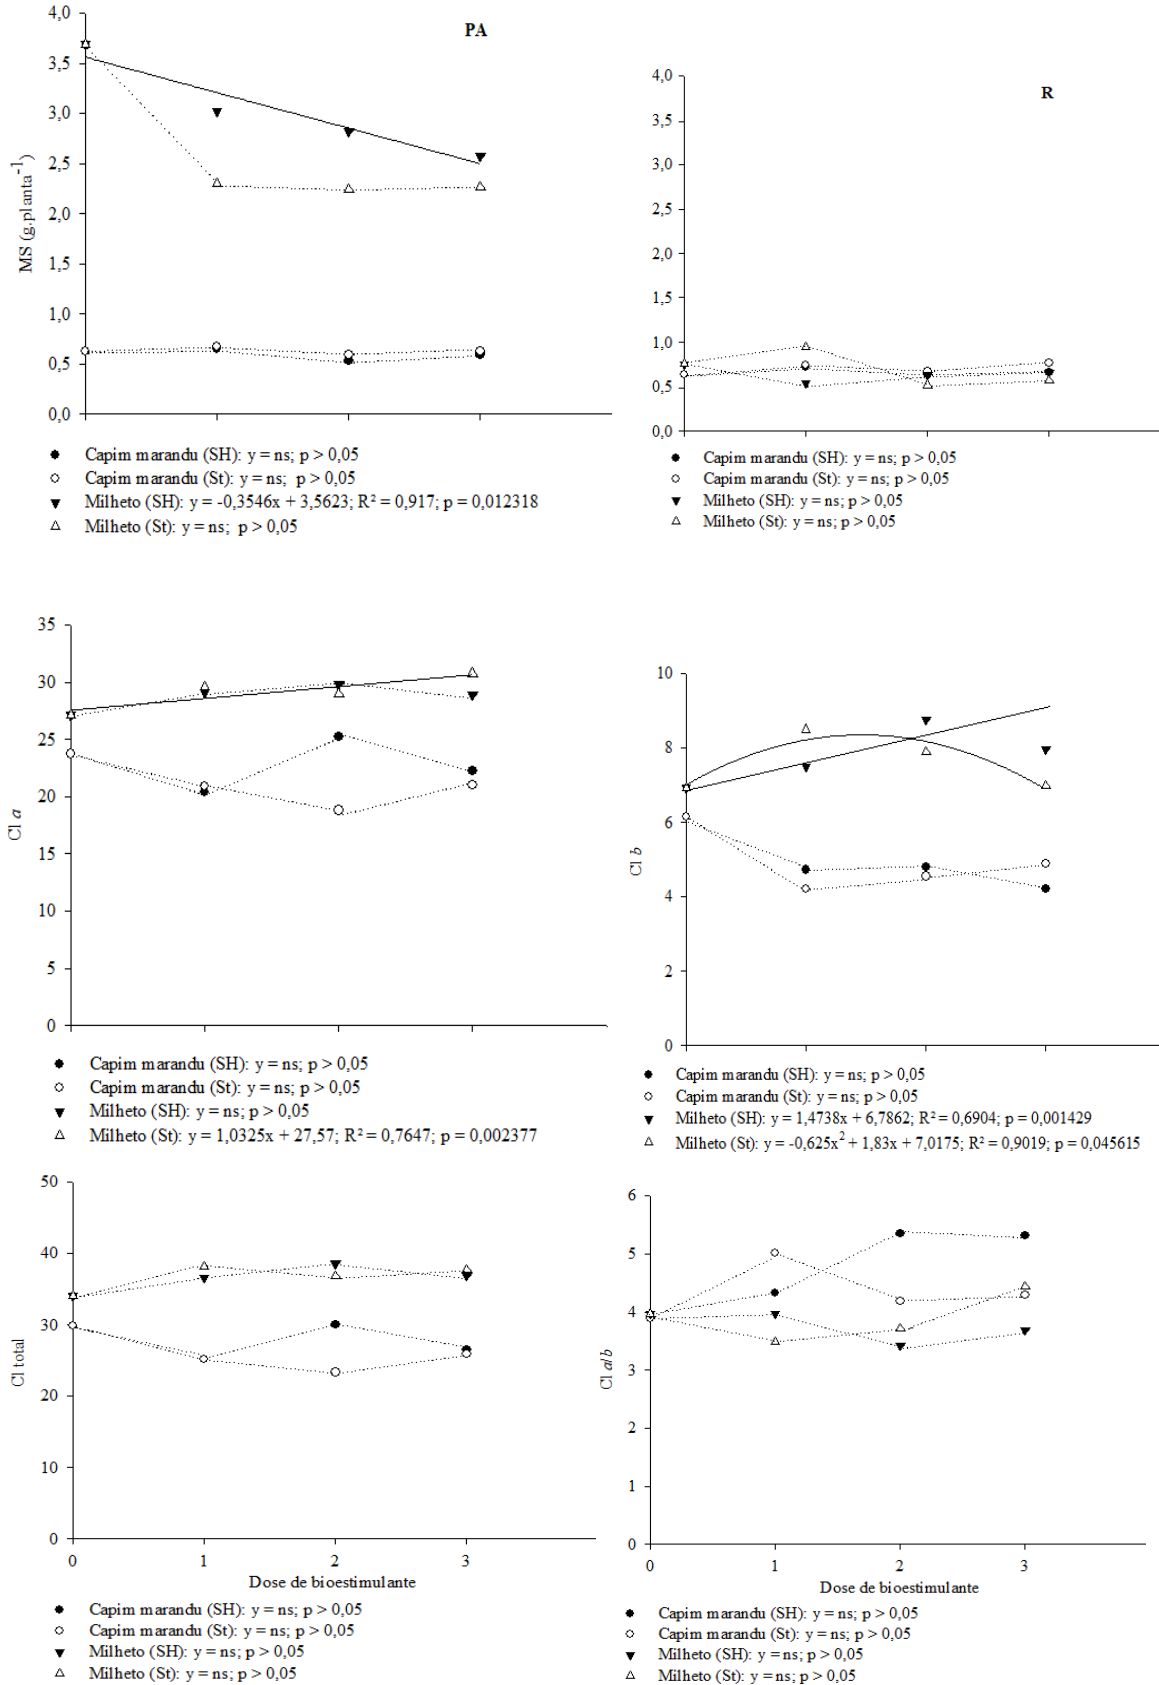 PA
4,0
3,5
3,0
2,5
2,0
1,5
1,0
0,5
0,0
MS (g.planta⁻¹)
● Capim marandu (SH): y = ns; p > 0,05
○ Capim marandu (St): y = ns; p > 0,05
▼ Milheto (SH): y = -0,3546x + 3,5623; R² = 0,917; p = 0,012318
△ Milheto (St): y = ns; p > 0,05
R
4,0
3,5
3,0
2,5
2,0
1,5
1,0
0,5
0,0
● Capim marandu (SH): y = ns; p > 0,05
○ Capim marandu (St): y = ns; p > 0,05
▼ Milheto (SH): y = ns; p > 0,05
△ Milheto (St): y = ns; p > 0,05
35
30
25
20
15
10
5
0
Cl a
● Capim marandu (SH): y = ns; p > 0,05
○ Capim marandu (St): y = ns; p > 0,05
▼ Milheto (SH): y = ns; p > 0,05
△ Milheto (St): y = 1,0325x + 27,57; R² = 0,7647; p = 0,002377
10
8
6
4
2
0
Cl b
● Capim marandu (SH): y = ns; p > 0,05
○ Capim marandu (St): y = ns; p > 0,05
▼ Milheto (SH): y = 1,4738x + 6,7862; R² = 0,6904; p = 0,001429
△ Milheto (St): y = -0,625x² + 1,83x + 7,0175; R² = 0,9019; p = 0,045615
50
40
30
20
10
0
Cl total
0 1 2 3
Dose de bioestimulante
● Capim marandu (SH): y = ns; p > 0,05
○ Capim marandu (St): y = ns; p > 0,05
▼ Milheto (SH): y = ns; p > 0,05
△ Milheto (St): y = ns; p > 0,05
6
5
4
3
2
1
0
Cl a/b
0 1 2 3
Dose de bioestimulante
● Capim marandu (SH): y = ns; p > 0,05
○ Capim marandu (St): y = ns; p > 0,05
▼ Milheto (SH): y = ns; p > 0,05
△ Milheto (St): y = ns; p > 0,05